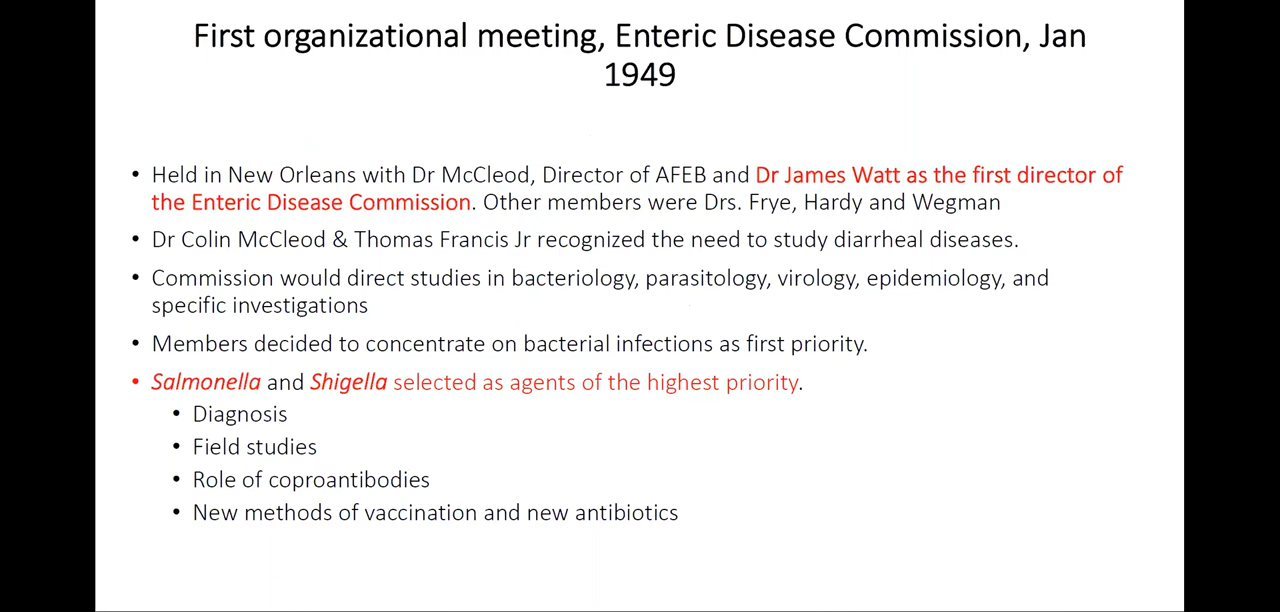 First organizational meeting, Enteric Disease Commission, Jan
1949
• Held in New Orleans with Dr McCleod, Director of AFEB and Dr James Watt as the first director of
the Enteric Disease Commission. Other members were Drs. Frye, Hardy and Wegman
• Dr Colin McCleod & Thomas Francis Jr recognized the need to study diarrheal diseases.
• Commission would direct studies in bacteriology, parasitology, virology, epidemiology, and
specific investigations
• Members decided to concentrate on bacterial infections as first priority.
• Salmonella and Shigella selected as agents of the highest priority.
• Diagnosis
• Field studies
• Role of coproantibodies
• New methods of vaccination and new antibiotics